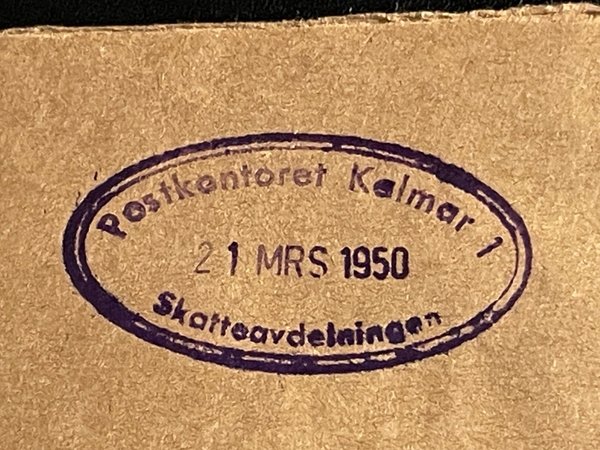 Postkontoret Kalmar 1
21 MRS 1950
Skatteavdelningen